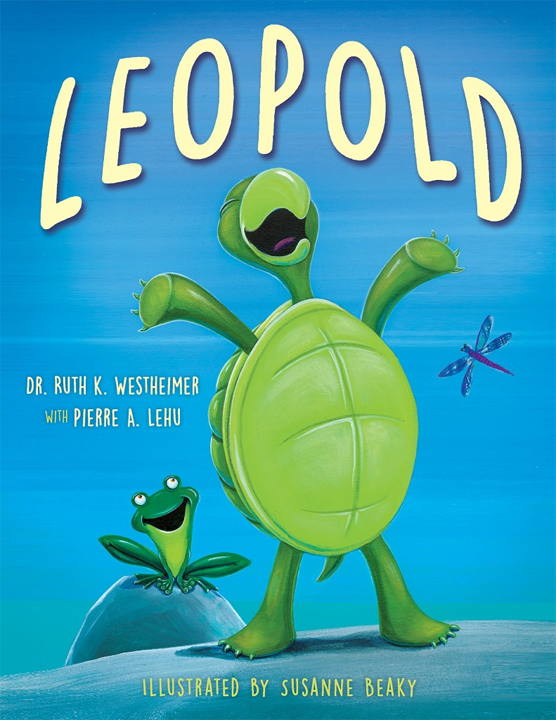 LEOPOLD
DR. RUTH K. WESTHEIMER
WITH PIERRE A. LEHU
ILLUSTRATED BY SUSANNE BEAKY